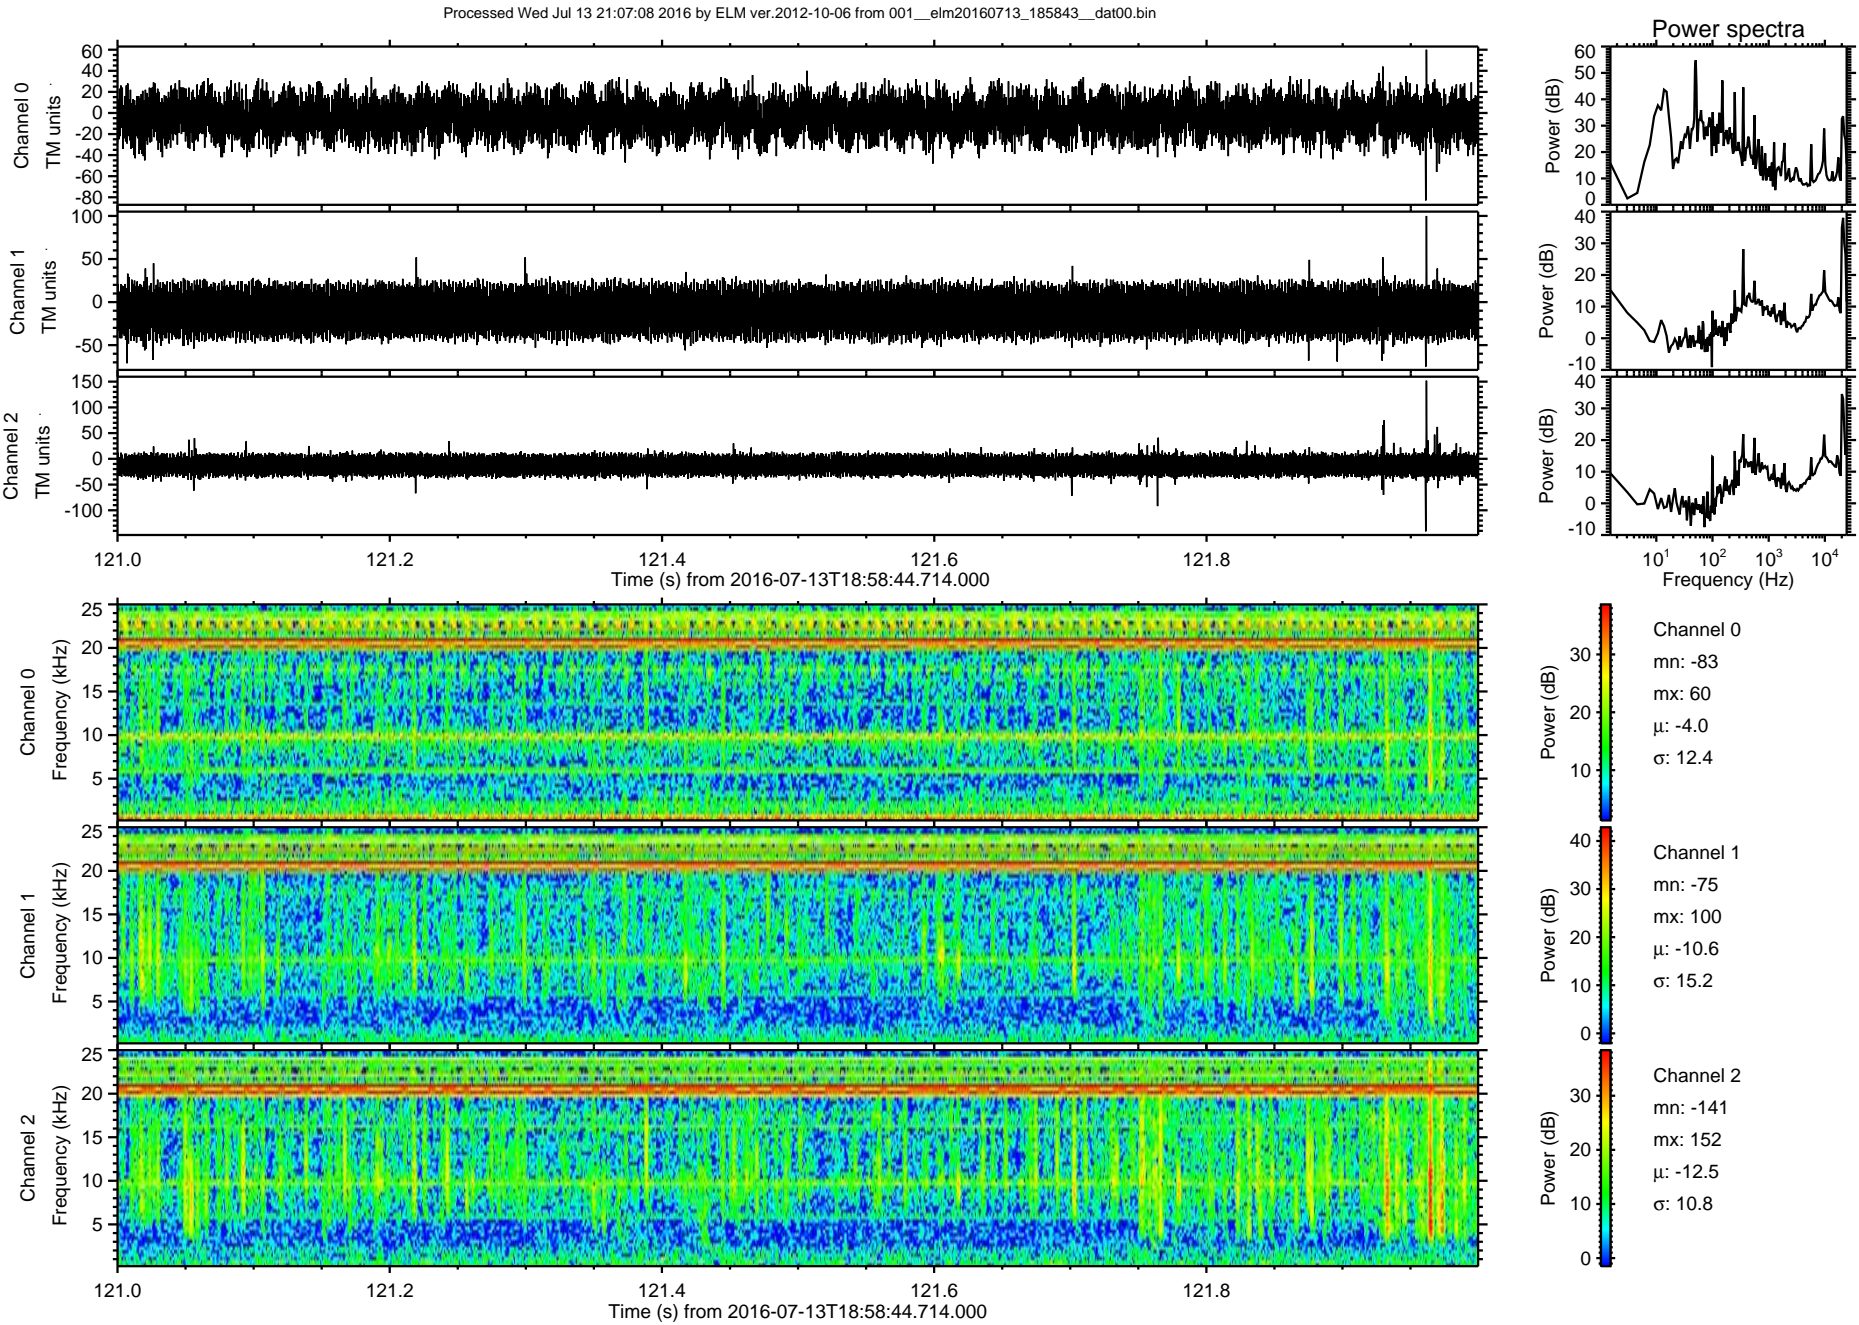 Processed Wed Jul 13 21:07:08 2016 by ELM ver.2012-10-06 from 001__elm20160713_185843__dat00.bin
Power spectra
Channel 0
TM units
60
40
20
0
-20
-40
-60
-80
Power (dB)
60
50
40
30
20
10
0
Channel 1
TM units
100
50
0
-50
Power (dB)
40
30
20
10
0
-10
Channel 2
TM units
150
100
50
0
-50
-100
Power (dB)
40
30
20
10
0
-10
121.0 121.2 121.4 121.6 121.8
Time (s) from 2016-07-13T18:58:44.714.000
10^1 10^2 10^3 10^4
Frequency (Hz)
Channel 0
Frequency (kHz)
25
20
15
10
5
Power (dB)
30
20
10
Channel 0
mn: -83
mx: 60
μ: -4.0
σ: 12.4
Channel 1
Frequency (kHz)
25
20
15
10
5
Power (dB)
40
30
20
10
0
Channel 1
mn: -75
mx: 100
μ: -10.6
σ: 15.2
Channel 2
Frequency (kHz)
25
20
15
10
5
Power (dB)
30
20
10
0
Channel 2
mn: -141
mx: 152
μ: -12.5
σ: 10.8
121.0 121.2 121.4 121.6 121.8
Time (s) from 2016-07-13T18:58:44.714.000